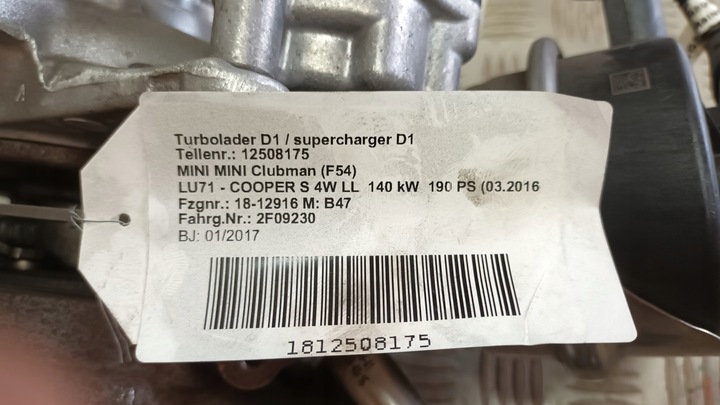 Turbolader D1 / supercharger D1
Teilenr.: 12508175
MINI MINI Clubman (F54)
LU71 - COOPER S 4W LL 140 kW 190 PS (03.2016
Fzgnr.: 18-12916 M: B47
Fahrg.Nr.: 2F09230
BJ: 01/2017
1812508175